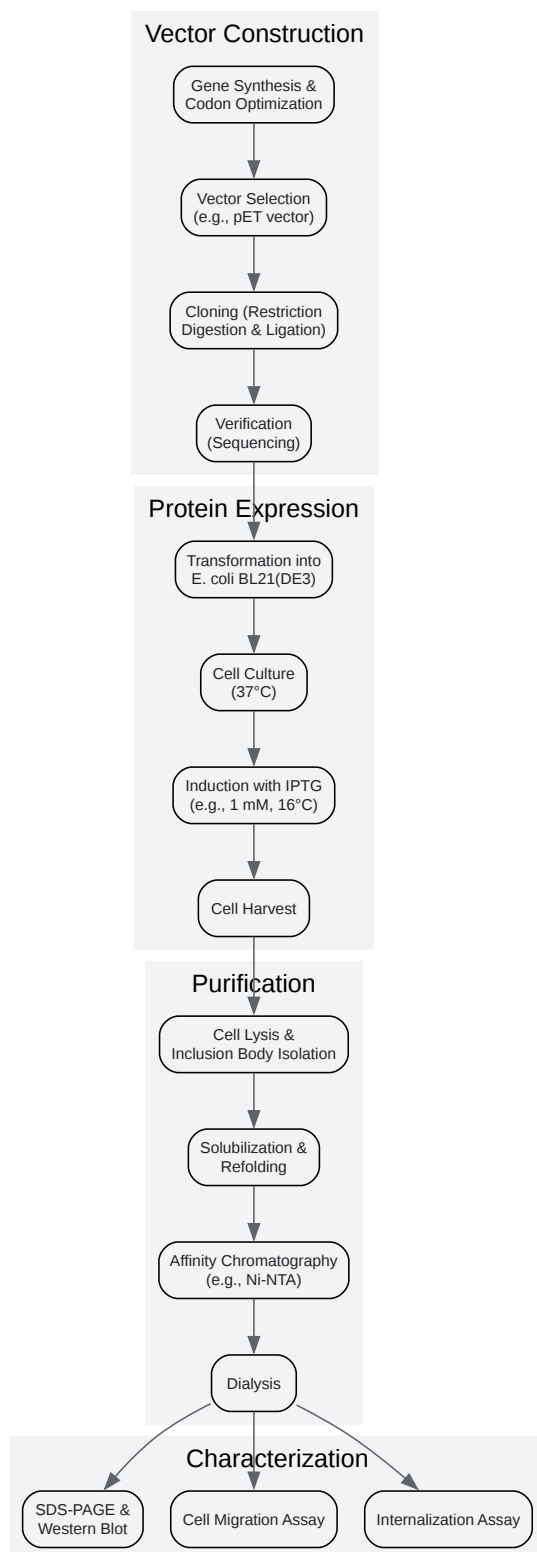 Vector Construction
Gene Synthesis &
Codon Optimization
Vector Selection
(e.g., pET vector)
Cloning (Restriction
Digestion & Ligation)
Verification
(Sequencing)
Protein Expression
Transformation into
E. coli BL21(DE3)
Cell Culture
(37°C)
Induction with IPTG
(e.g., 1 mM, 16°C)
Cell Harvest
Purification
Cell Lysis &
Inclusion Body Isolation
Solubilization &
Refolding
Affinity Chromatography
(e.g., Ni-NTA)
Dialysis
Characterization
SDS-PAGE &
Western Blot
Cell Migration Assay
Internalization Assay